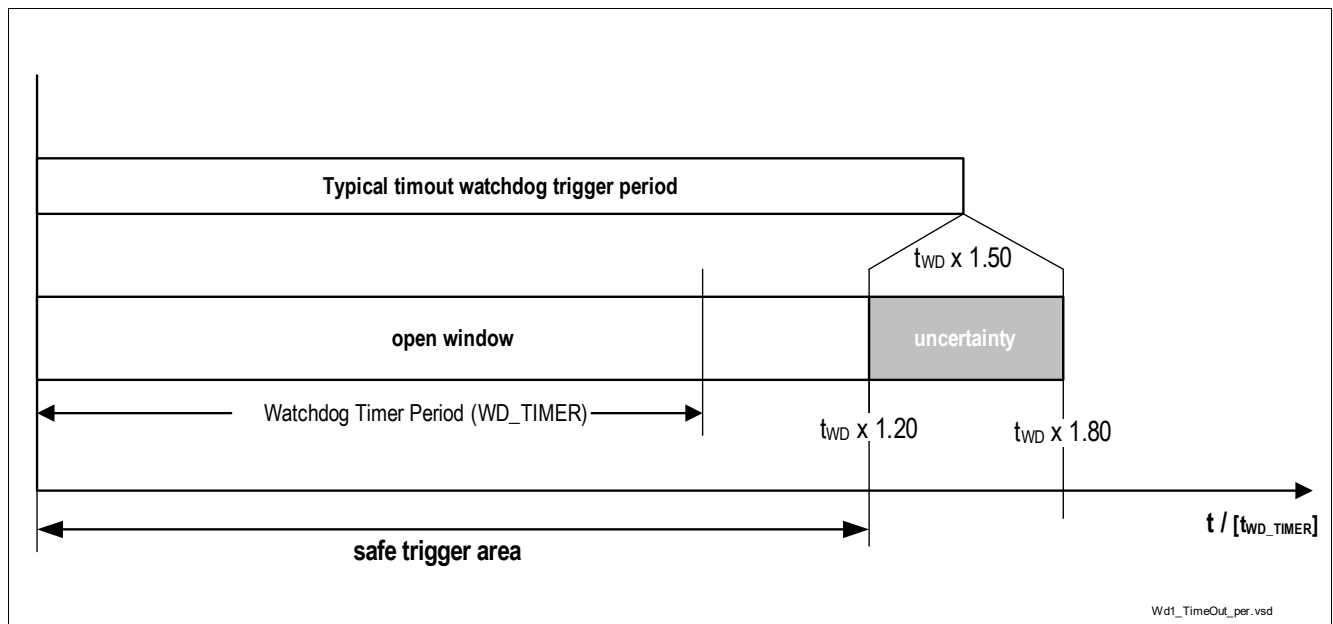 Typical timout watchdog trigger period
tWD x 1.50
open window
uncertainty
Watchdog Timer Period (WD_TIMER)
tWD x 1.20
tWD x 1.80
safe trigger area
t / [tWD_TIMER]
Wd1_TimeOut_per.vsd